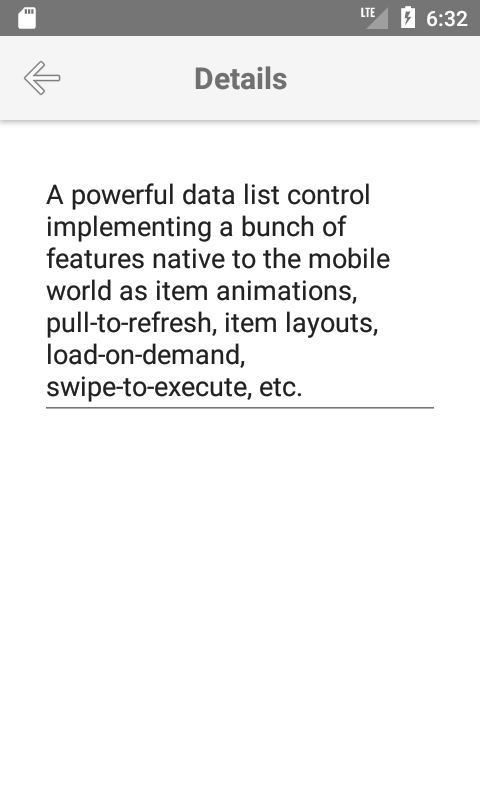 LTE 6:32
Details
A powerful data list control
implementing a bunch of
features native to the mobile
world as item animations,
pull-to-refresh, item layouts,
load-on-demand,
swipe-to-execute, etc.